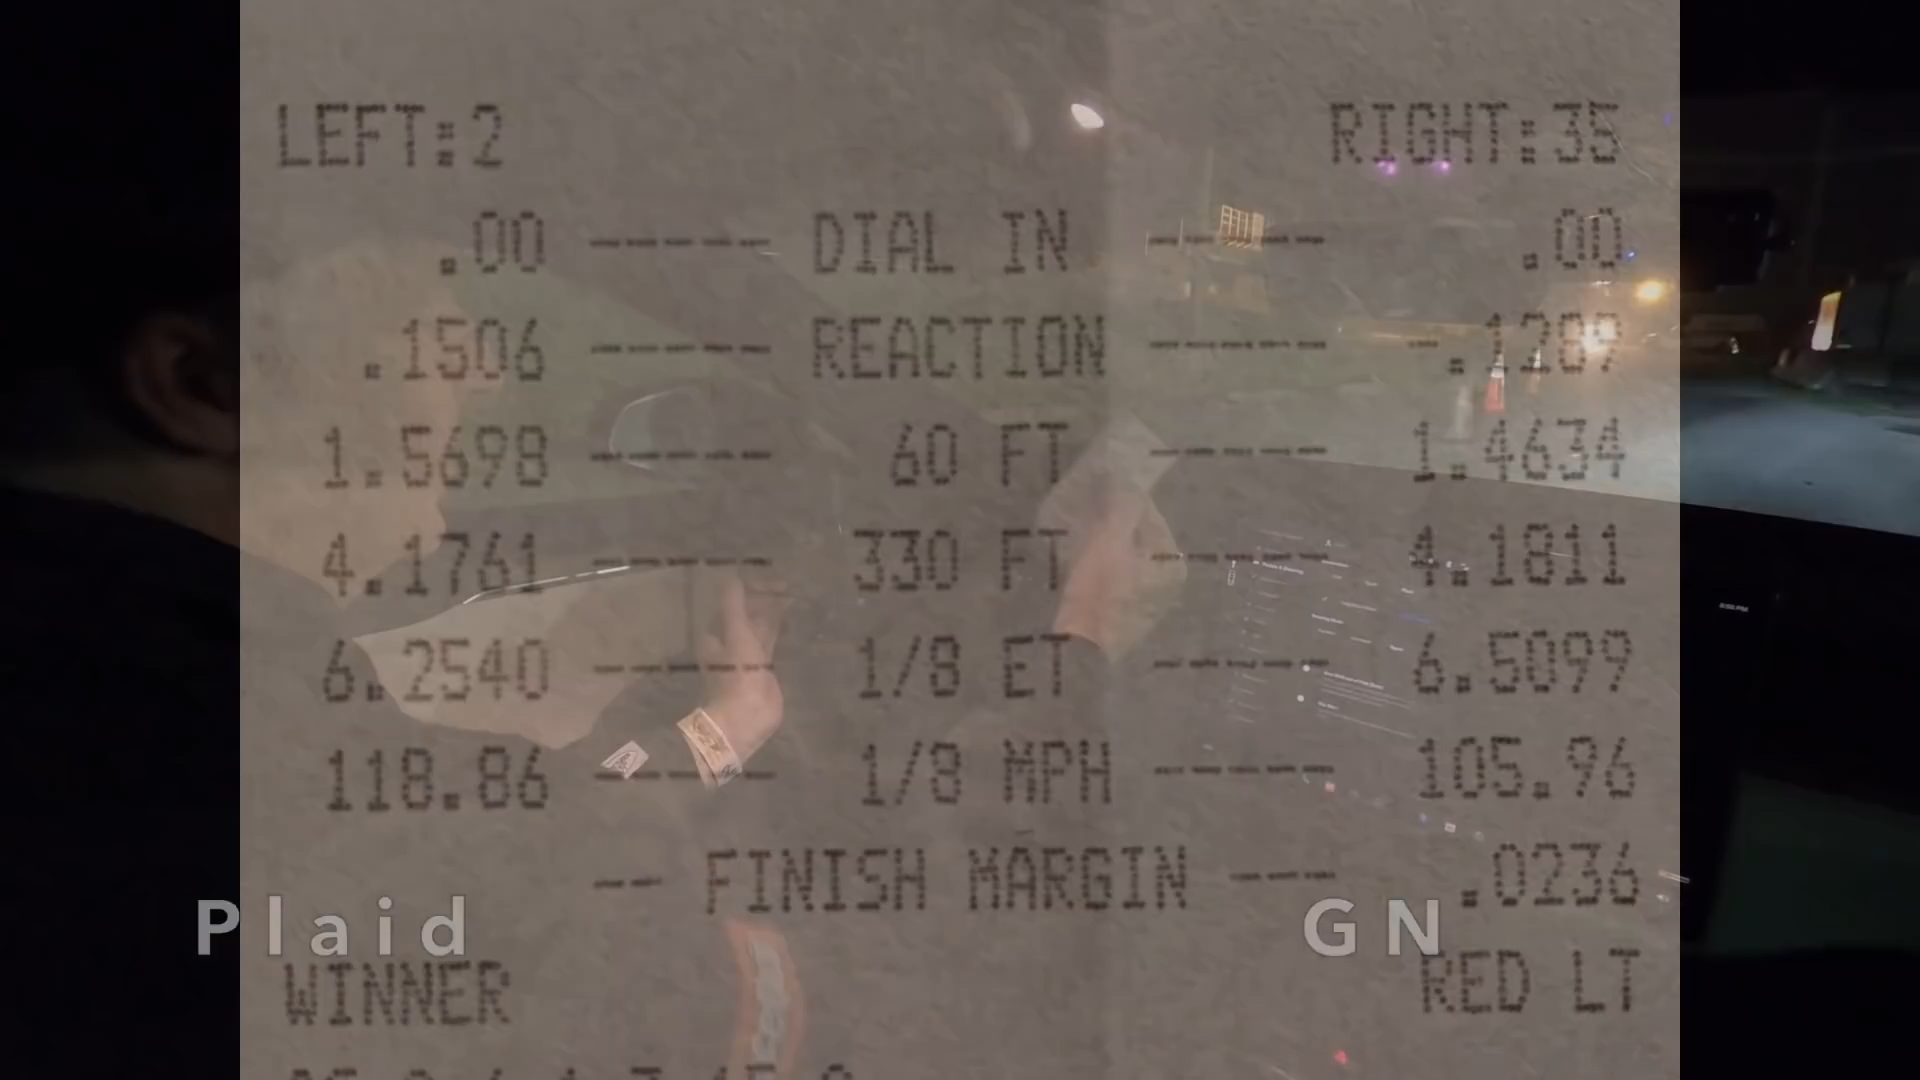 LEFT:2 RIGHT:35
.00 ----- DIAL IN ----- .00
.1506 ----- REACTION ----- -.1209
1.5698 ----- 60 FT ----- 1.4634
4.1761 ----- 330 FT ----- 4.1811
6.2540 ----- 1/8 ET ----- 6.5099
118.86 ----- 1/8 MPH ----- 105.96
-- FINISH MARGIN --- .0236
Plaid GN
WINNER RED LT